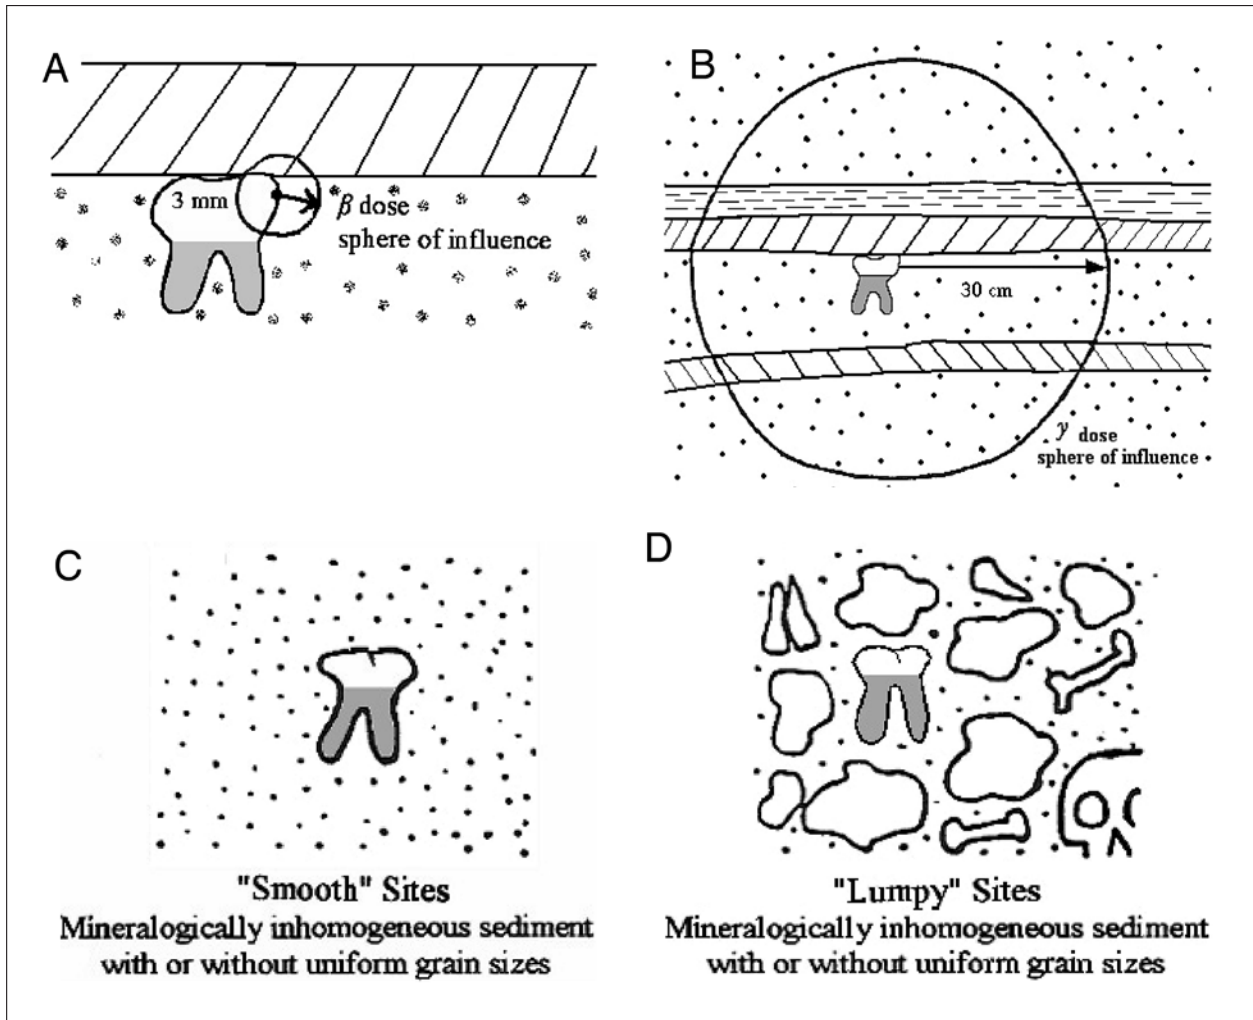 A
3 mm
β dose
sphere of influence
B
30 cm
γ dose
sphere of influence
C
"Smooth" Sites
Mineralogically inhomogeneous sediment
with or without uniform grain sizes
D
"Lumpy" Sites
Mineralogically inhomogeneous sediment
with or without uniform grain sizes